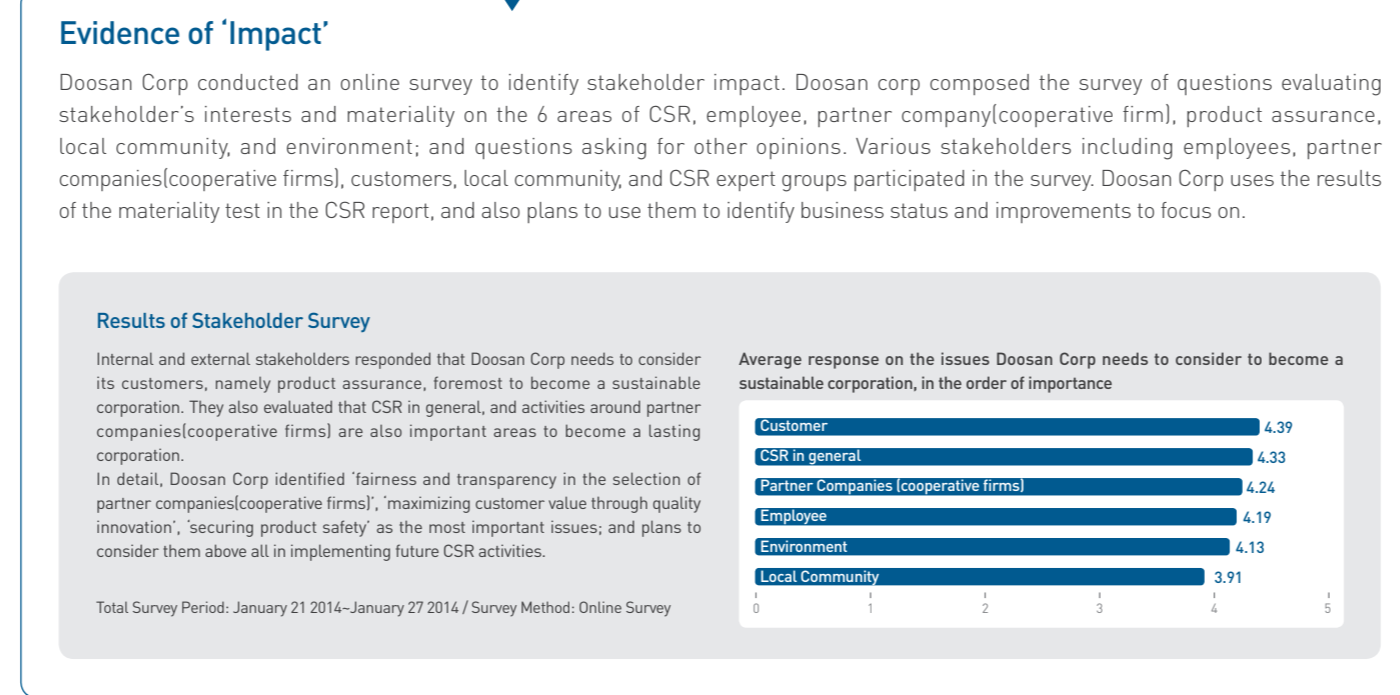 Evidence of ‘Impact’
Doosan Corp conducted an online survey to identify stakeholder impact. Doosan corp composed the survey of questions evaluating
stakeholder’s interests and materiality on the 6 areas of CSR, employee, partner company(cooperative firm), product assurance,
local community, and environment; and questions asking for other opinions. Various stakeholders including employees, partner
companies(cooperative firms), customers, local community, and CSR expert groups participated in the survey. Doosan Corp uses the results
of the materiality test in the CSR report, and also plans to use them to identify business status and improvements to focus on.
Results of Stakeholder Survey
Internal and external stakeholders responded that Doosan Corp needs to consider
its customers, namely product assurance, foremost to become a sustainable
corporation. They also evaluated that CSR in general, and activities around partner
companies(cooperative firms) are also important areas to become a lasting
corporation.
In detail, Doosan Corp identified ‘fairness and transparency in the selection of
partner companies(cooperative firms)’, ‘maximizing customer value through quality
innovation’, ‘securing product safety’ as the most important issues; and plans to
consider them above all in implementing future CSR activities.
Total Survey Period: January 21 2014~January 27 2014 / Survey Method: Online Survey
Average response on the issues Doosan Corp needs to consider to become a
sustainable corporation, in the order of importance
Customer 4.39
CSR in general 4.33
Partner Companies (cooperative firms) 4.24
Employee 4.19
Environment 4.13
Local Community 3.91
0 1 2 3 4 5